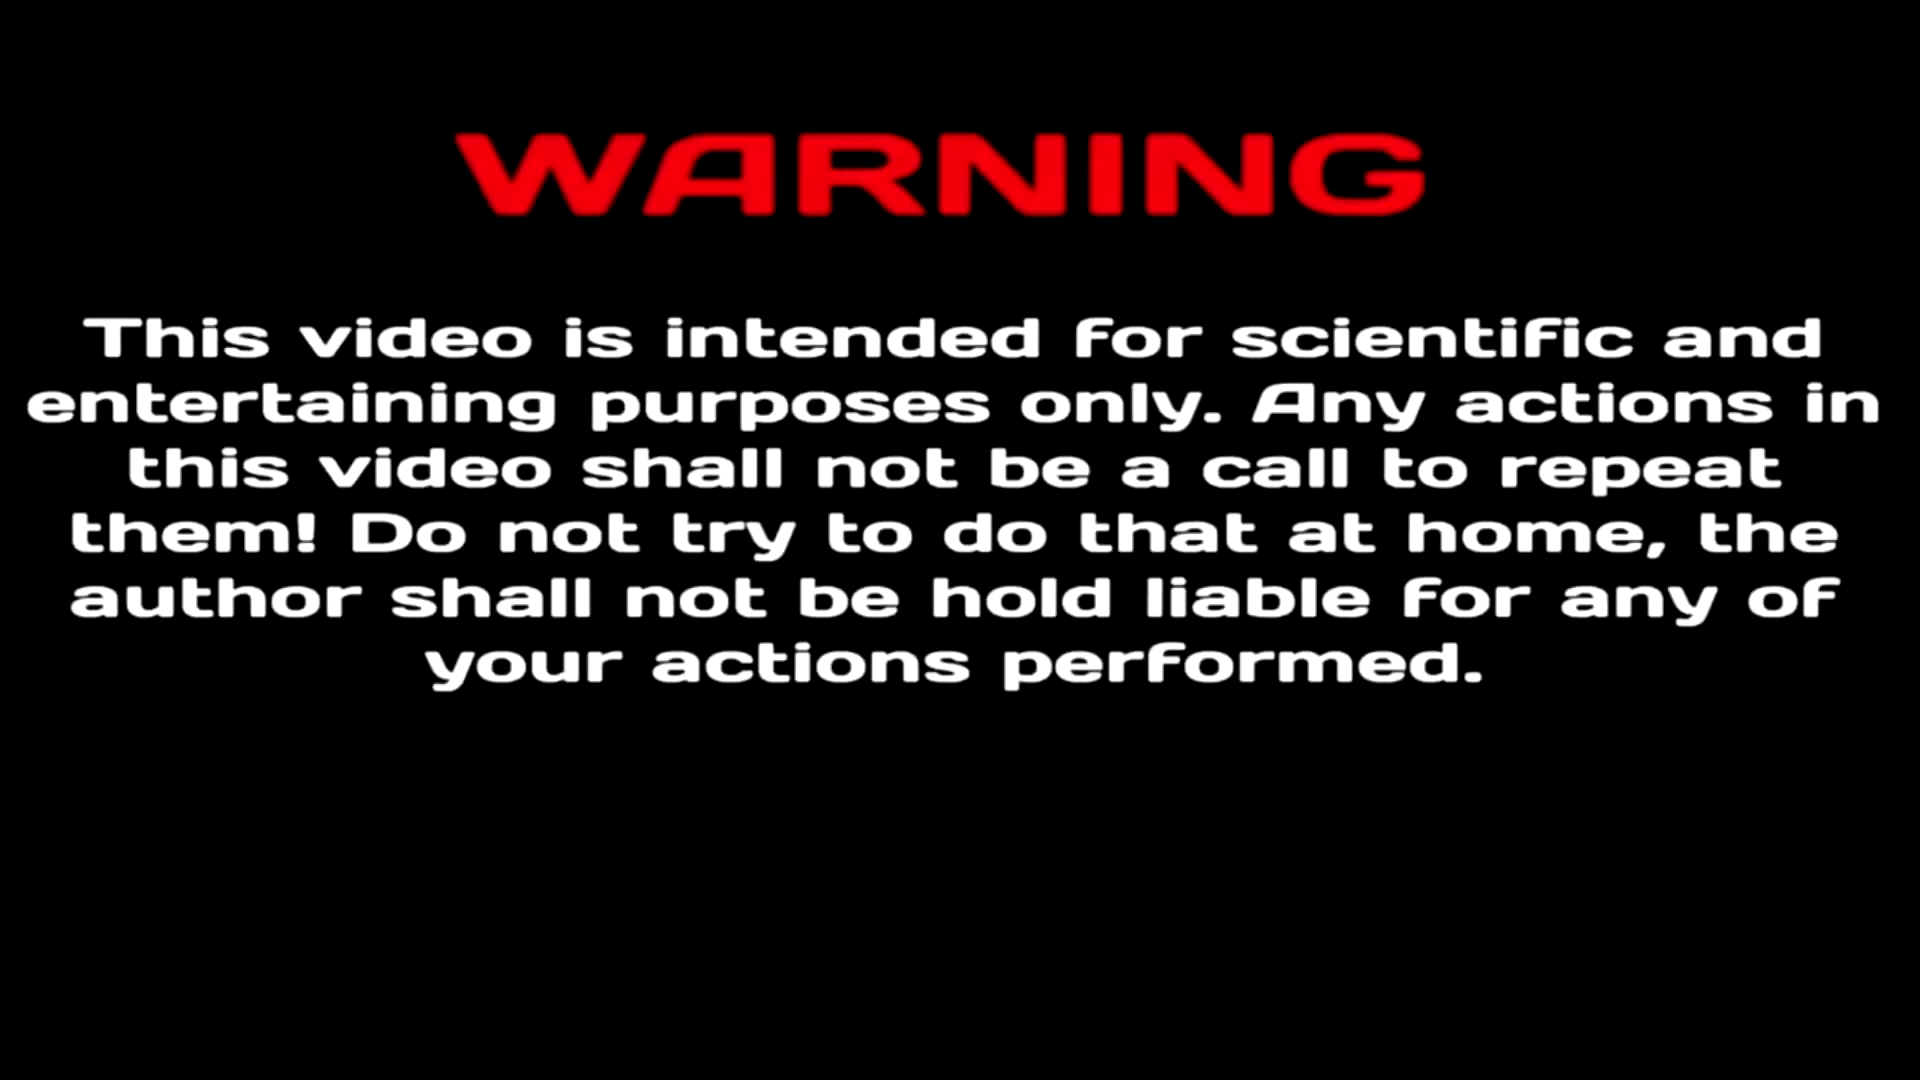 WARNING
This video is intended for scientific and
entertaining purposes only. Any actions in
this video shall not be a call to repeat
them! Do not try to do that at home, the
author shall not be hold liable for any of
your actions performed.